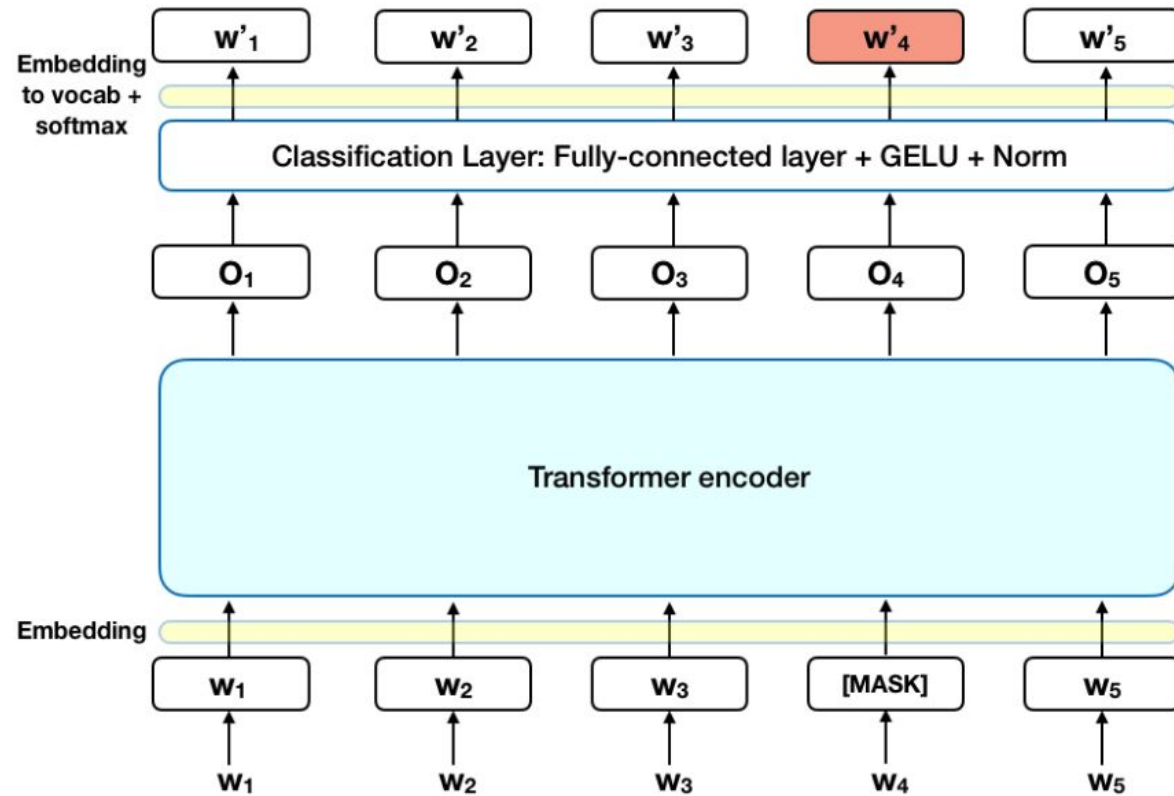 w'1 w'2 w'3 w'4 w'5
Embedding
to vocab +
softmax
Classification Layer: Fully-connected layer + GELU + Norm
O1 O2 O3 O4 O5
Transformer encoder
Embedding
W1 W2 W3 [MASK] W5
W1 W2 W3 W4 W5